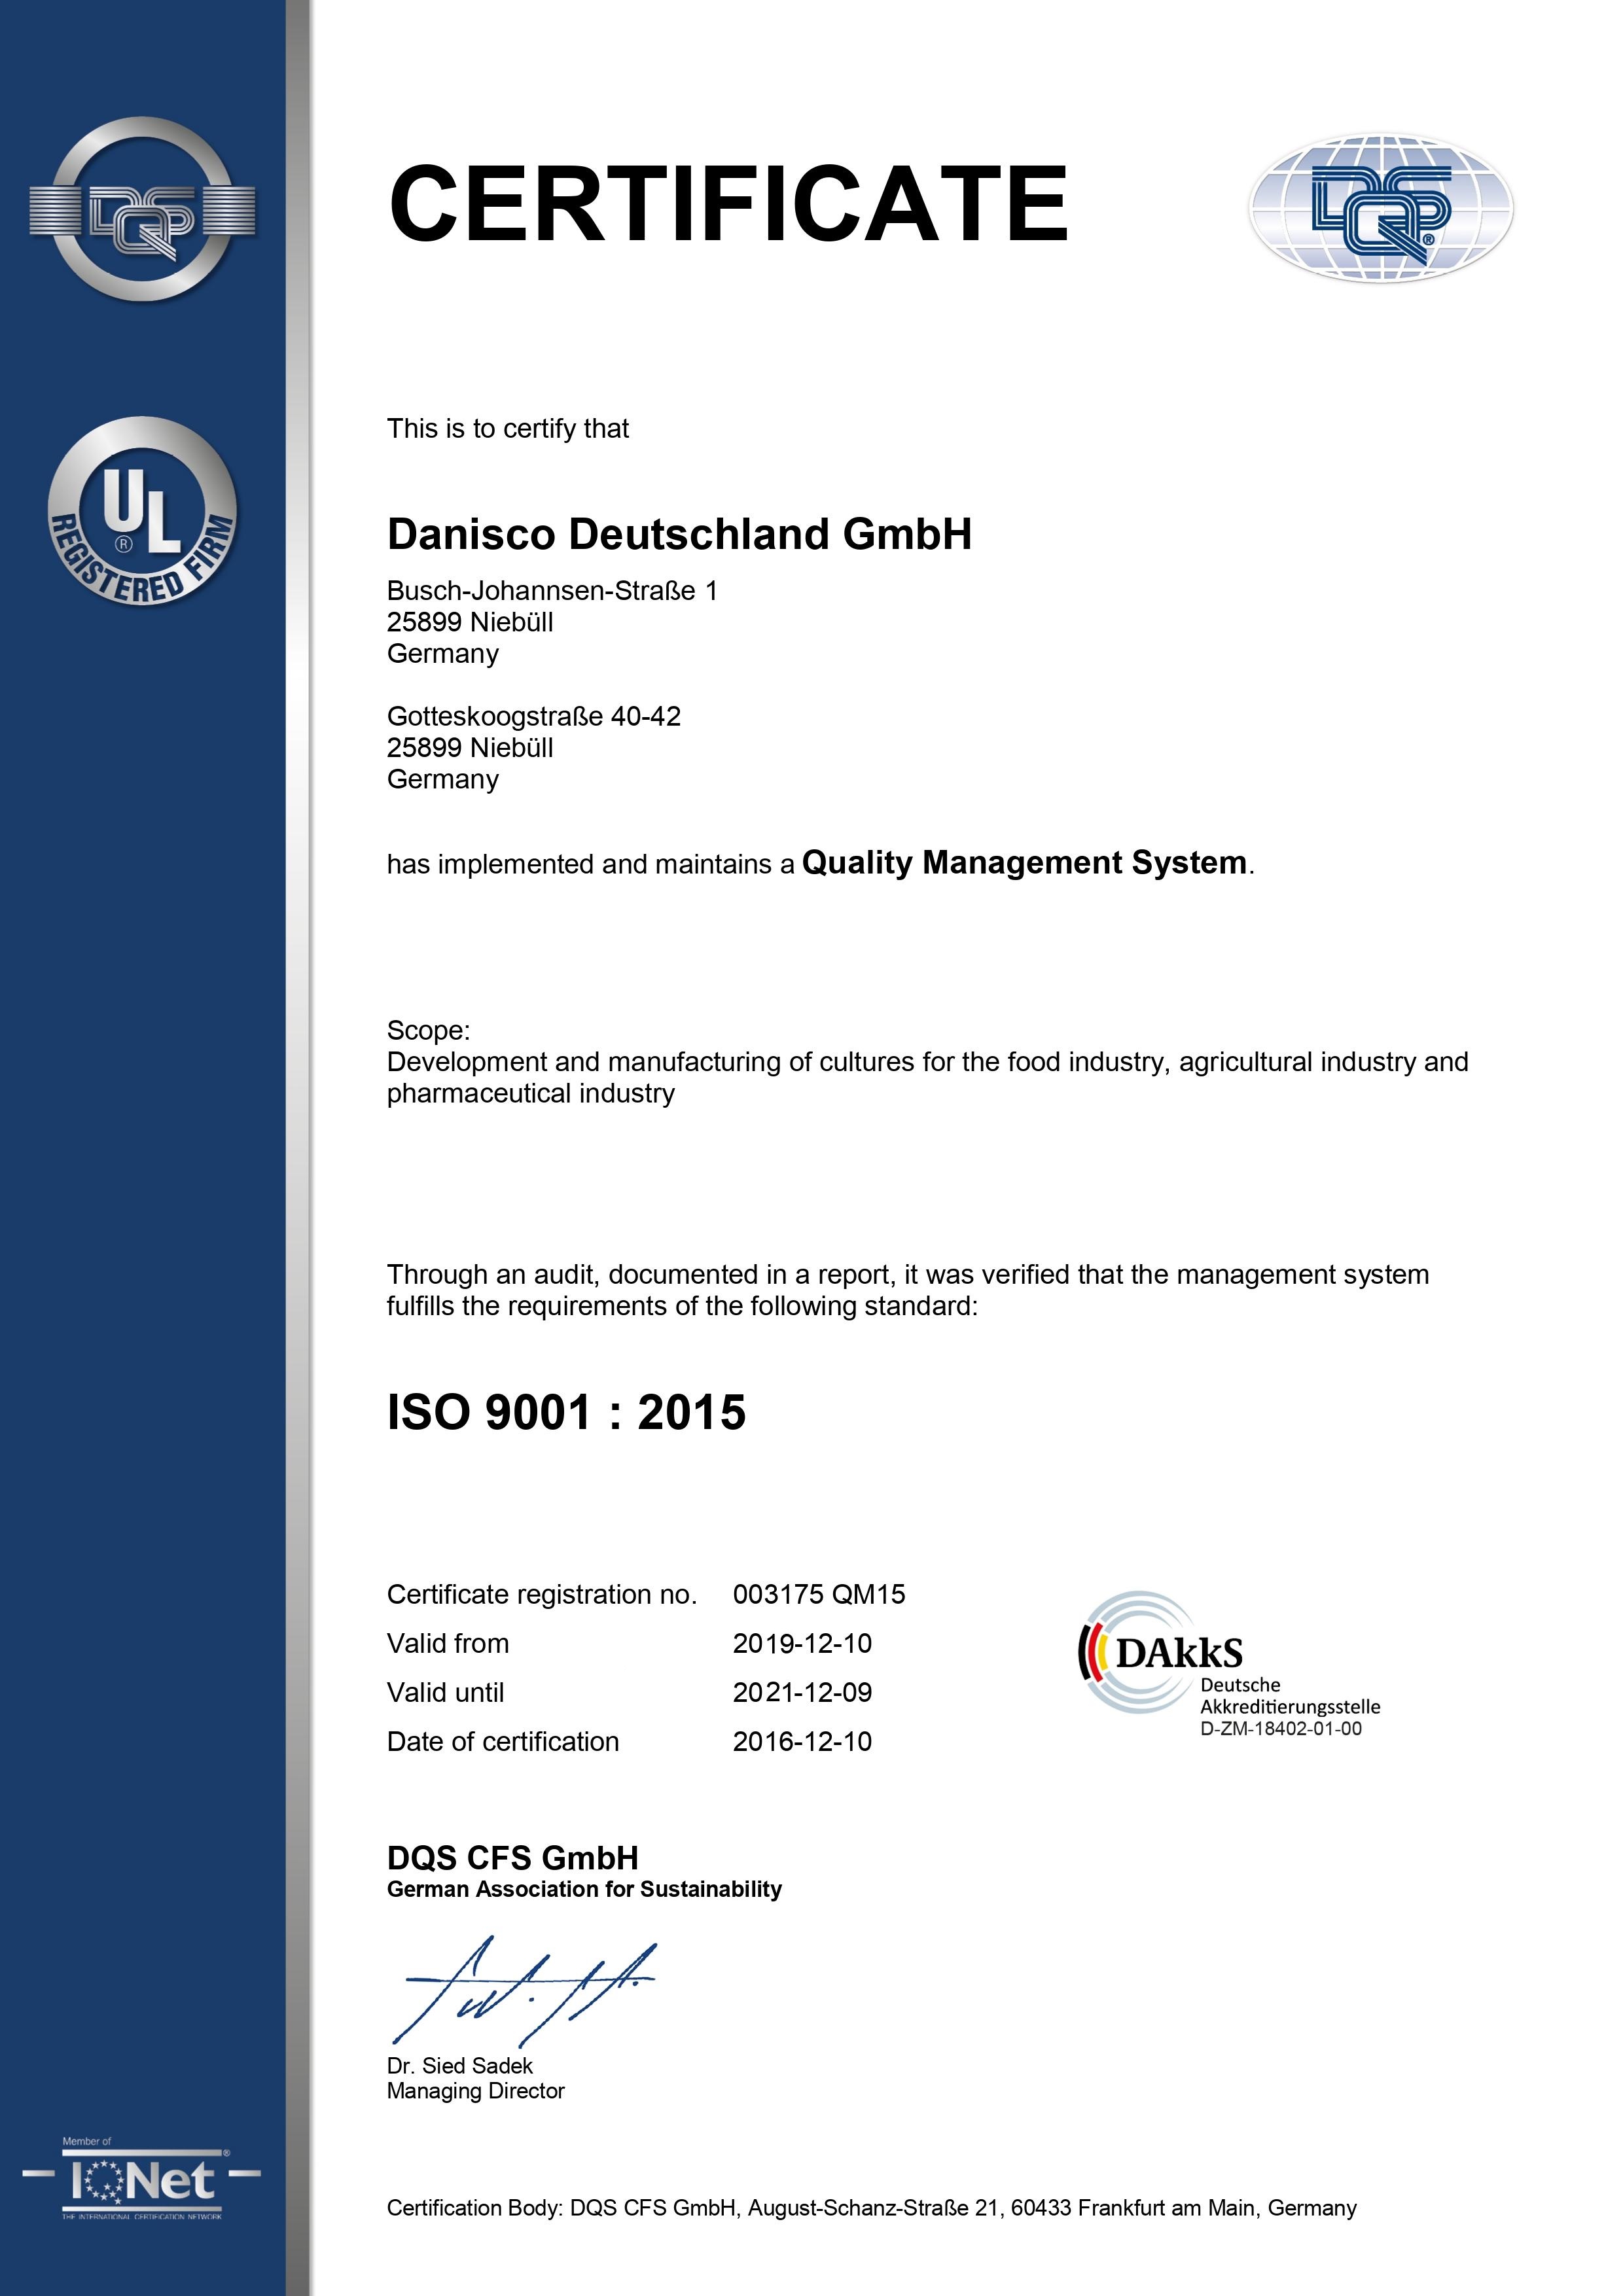 DQS
CERTIFICATE
DQS®
UL
®
REGISTERED FIRM
This is to certify that
Danisco Deutschland GmbH
Busch-Johannsen-Straße 1
25899 Niebüll
Germany
Gotteskoogstraße 40-42
25899 Niebüll
Germany
has implemented and maintains a Quality Management System.
Scope:
Development and manufacturing of cultures for the food industry, agricultural industry and
pharmaceutical industry
Through an audit, documented in a report, it was verified that the management system
fulfills the requirements of the following standard:
ISO 9001 : 2015
Certificate registration no. 003175 QM15
Valid from 2019-12-10
Valid until 2021-12-09
Date of certification 2016-12-10
DAkkS
Deutsche
Akkreditierungsstelle
D-ZM-18402-01-00
DQS CFS GmbH
German Association for Sustainability
Dr. Sied Sadek
Managing Director
Member of
IQNet®
THE INTERNATIONAL CERTIFICATION NETWORK
Certification Body: DQS CFS GmbH, August-Schanz-Straße 21, 60433 Frankfurt am Main, Germany